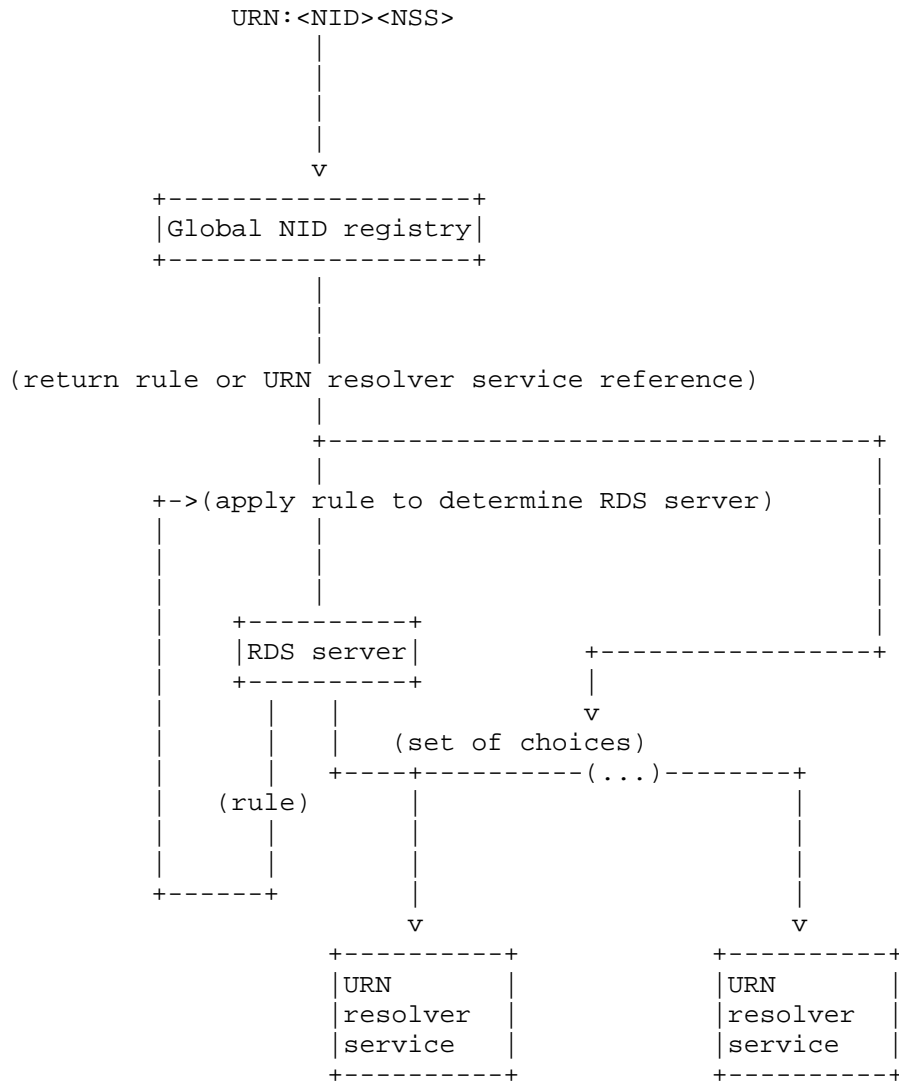 URN:<NID><NSS>
Global NID registry
(return rule or URN resolver service reference)
+->(apply rule to determine RDS server)
RDS server
(set of choices)
(...)
(rule)
URN
resolver
service
URN
resolver
service